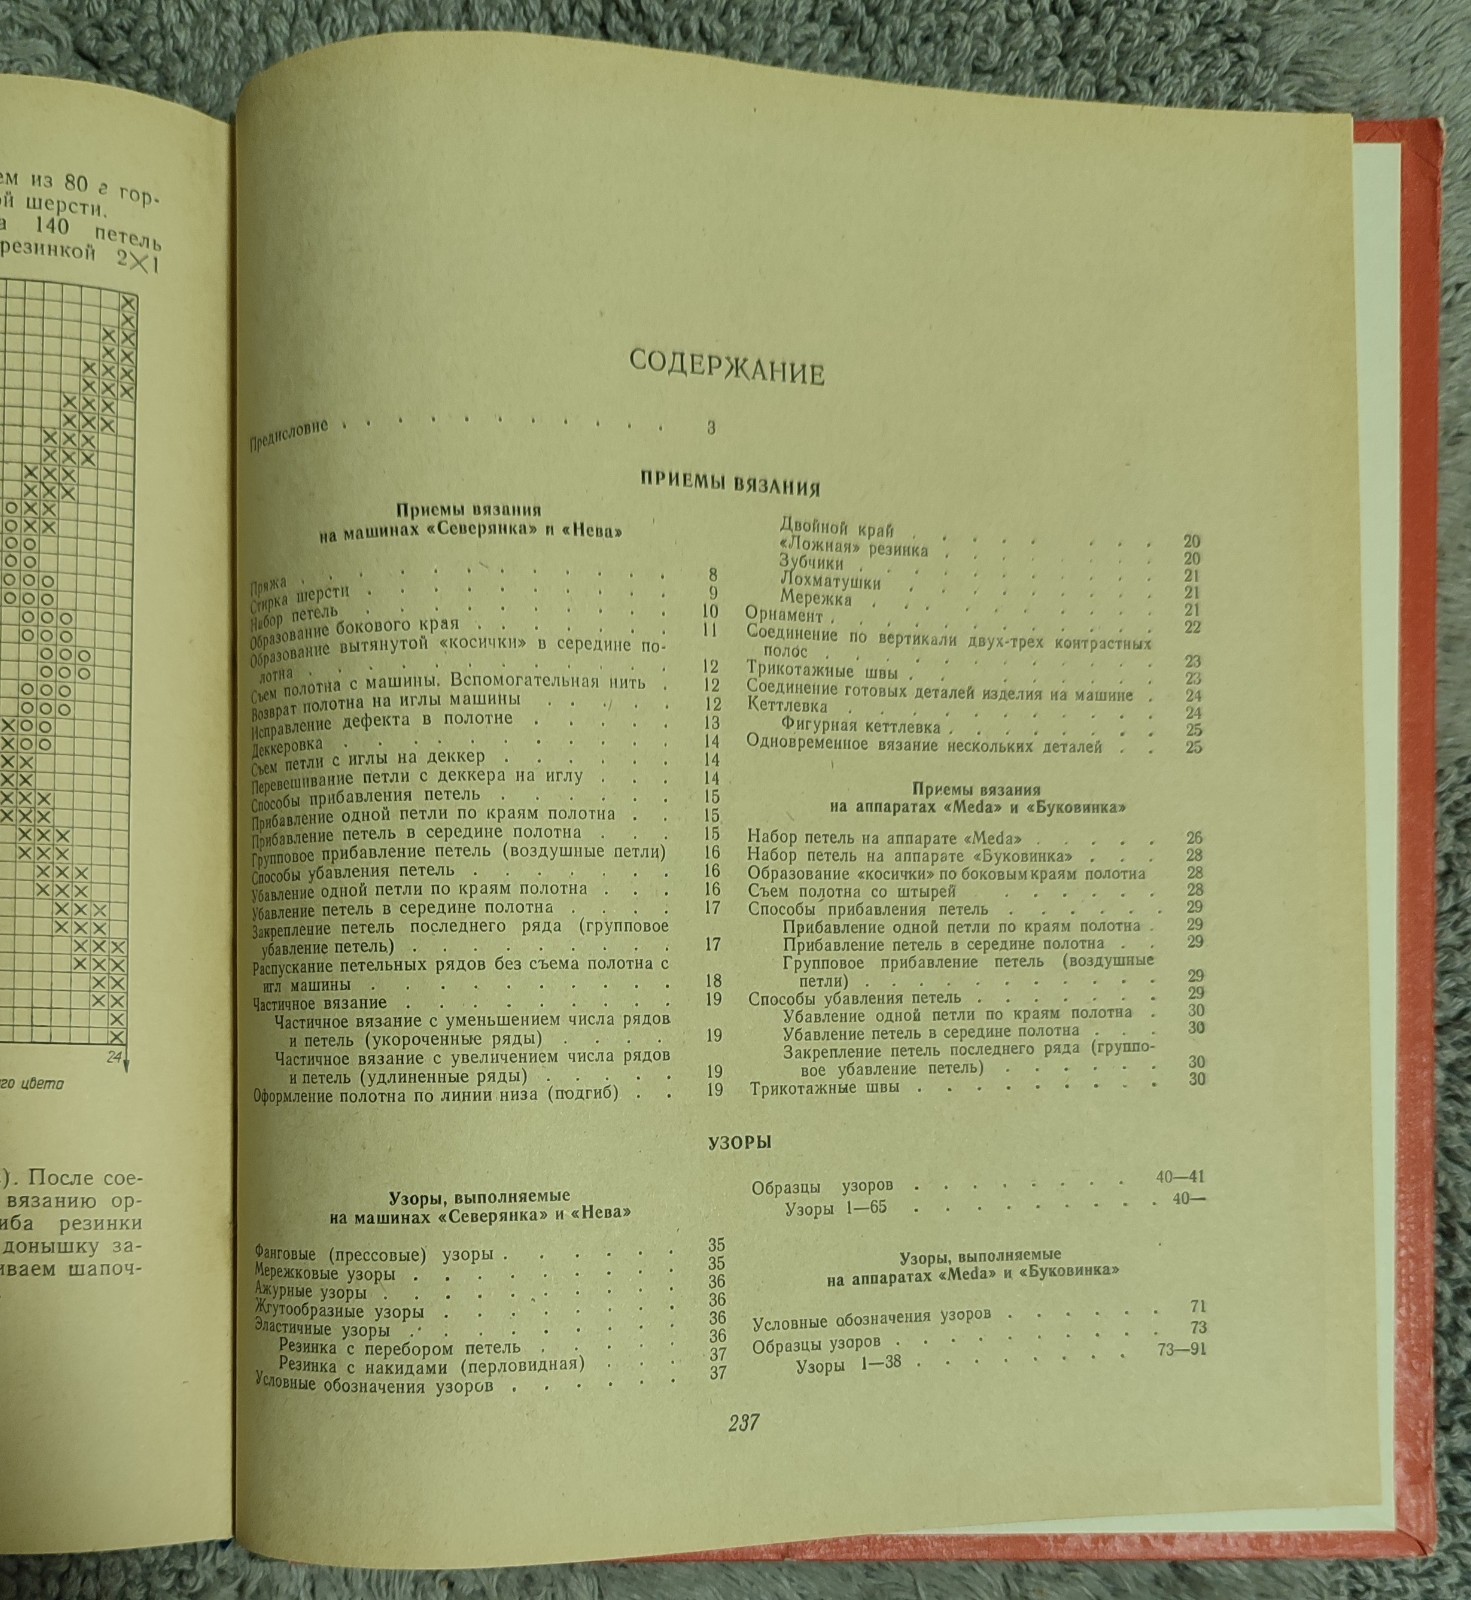 ем из 80 г гор-
ой шерсти.
а 140 петель
резинкой 2×1
24
го цвета
). После сое-
вязанию ор-
иба резинки
донышку за-
иваем шапоч-
СОДЕРЖАНИЕ
Предисловие . . . . . . . . . . . 3
ПРИЕМЫ ВЯЗАНИЯ
Приемы вязания
на машинах «Северянка» и «Нева»
Пряжа . . . . . . . . . . . 8
Стирка шерсти . . . . . . . . . 9
Набор петель . . . . . . . . . 10
Образование бокового края . . . . . . 11
Образование вытянутой «косички» в середине по-
лотна . . . . . . . . . . . 12
Съем полотна с машины. Вспомогательная нить . 12
Возврат полотна на иглы машины . . . . . 12
Исправление дефекта в полотне . . . . . 13
Деккеровка . . . . . . . . . . 14
Съем петли с иглы на деккер . . . . . . 14
Перевешивание петли с деккера на иглу . . . 14
Способы прибавления петель . . . . . . 15
Прибавление одной петли по краям полотна . . 15
Прибавление петель в середине полотна . . . 15
Групповое прибавление петель (воздушные петли) 16
Способы убавления петель . . . . . . . 16
Убавление одной петли по краям полотна . . . 16
Убавление петель в середине полотна . . . . 17
Закрепление петель последнего ряда (групповое
убавление петель) . . . . . . . . . 17
Распускание петельных рядов без съема полотна с
игл машины . . . . . . . . . . 18
Частичное вязание . . . . . . . . . 19
Частичное вязание с уменьшением числа рядов
и петель (укороченные ряды) . . . . 19
Частичное вязание с увеличением числа рядов
и петель (удлиненные ряды) . . . . . 19
Оформление полотна по линии низа (подгиб) . . 19
Двойной край . . . . . . . . 20
«Ложная» резинка . . . . . . . 20
Зубчики . . . . . . . . . 21
Лохматушки . . . . . . . . 21
Мережка . . . . . . . . . 21
Орнамент . . . . . . . . . . 22
Соединение по вертикали двух-трех контрастных
полос . . . . . . . . . . 23
Трикотажные швы . . . . . . . . 23
Соединение готовых деталей изделия на машине . 24
Кеттлевка . . . . . . . . . . 24
Фигурная кеттлевка . . . . . . . 25
Одновременное вязание нескольких деталей . . 25
Приемы вязания
на аппаратах «Meda» и «Буковинка»
Набор петель на аппарате «Meda» . . . . . 26
Набор петель на аппарате «Буковинка» . . . 28
Образование «косички» по боковым краям полотна 28
Съем полотна со штырей . . . . . . 28
Способы прибавления петель . . . . . . 29
Прибавление одной петли по краям полотна . 29
Прибавление петель в середине полотна . . 29
Групповое прибавление петель (воздушные
петли) . . . . . . . . . . 29
Способы убавления петель . . . . . . . 29
Убавление одной петли по краям полотна . 30
Убавление петель в середине полотна . . . 30
Закрепление петель последнего ряда (группо-
вое убавление петель) . . . . . . 30
Трикотажные швы . . . . . . . . . 30
УЗОРЫ
Узоры, выполняемые
на машинах «Северянка» и «Нева»
Фанговые (прессовые) узоры . . . . . . 35
Мережковые узоры . . . . . . . . 35
Ажурные узоры . . . . . . . . . 36
Жгутообразные узоры . . . . . . . 36
Эластичные узоры . . . . . . . . 36
Резинка с перебором петель . . . . . 36
Резинка с накидами (перловидная) . . . 37
Условные обозначения узоров . . . . . . 37
Образцы узоров . . . . . . . . 40—41
Узоры 1—65 . . . . . . . . . 40—
Узоры, выполняемые
на аппаратах «Meda» и «Буковинка»
Условные обозначения узоров . . . . . 71
Образцы узоров . . . . . . . . . 73
Узоры 1—38 . . . . . . . . 73—91
237